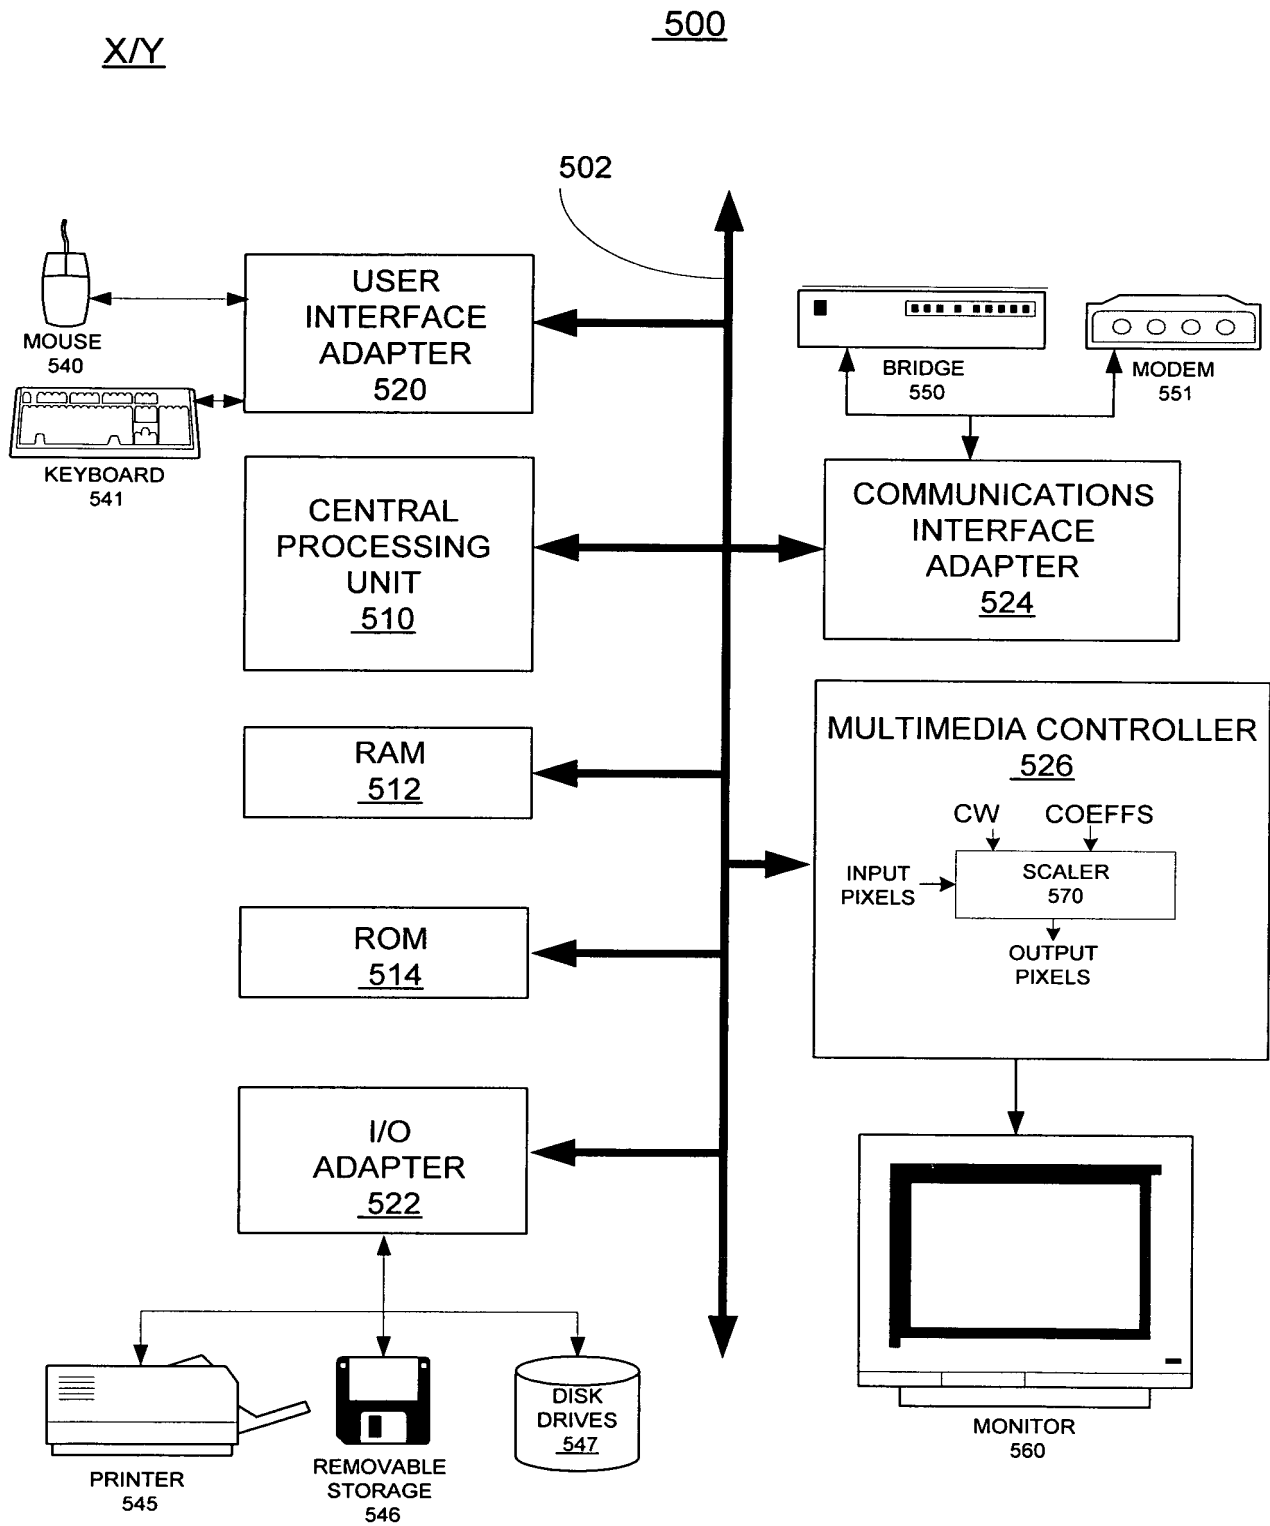 X/Y
500
502
MOUSE
540
KEYBOARD
541
USER
INTERFACE
ADAPTER
520
BRIDGE
550
MODEM
551
CENTRAL
PROCESSING
UNIT
510
COMMUNICATIONS
INTERFACE
ADAPTER
524
RAM
512
MULTIMEDIA CONTROLLER
526
CW
COEFFS
INPUT
PIXELS
SCALER
570
OUTPUT
PIXELS
ROM
514
I/O
ADAPTER
522
PRINTER
545
REMOVABLE
STORAGE
546
DISK
DRIVES
547
MONITOR
560